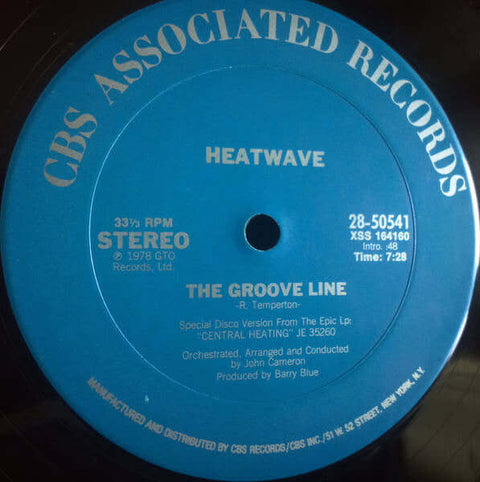 CBS ASSOCIATED RECORDS
HEATWAVE
33⅓ RPM
STEREO
℗ 1978 GTO
Records, Ltd.
28-50541
XSS 164160
Intro. :48
Time: 7:28
THE GROOVE LINE
-R. Temperton-
Special Disco Version From The Epic Lp:
"CENTRAL HEATING" JE 35260
Orchestrated, Arranged and Conducted
by John Cameron
Produced by Barry Blue
MANUFACTURED AND DISTRIBUTED BY CBS RECORDS/CBS INC./51 W. 52 STREET, NEW YORK, N.Y.